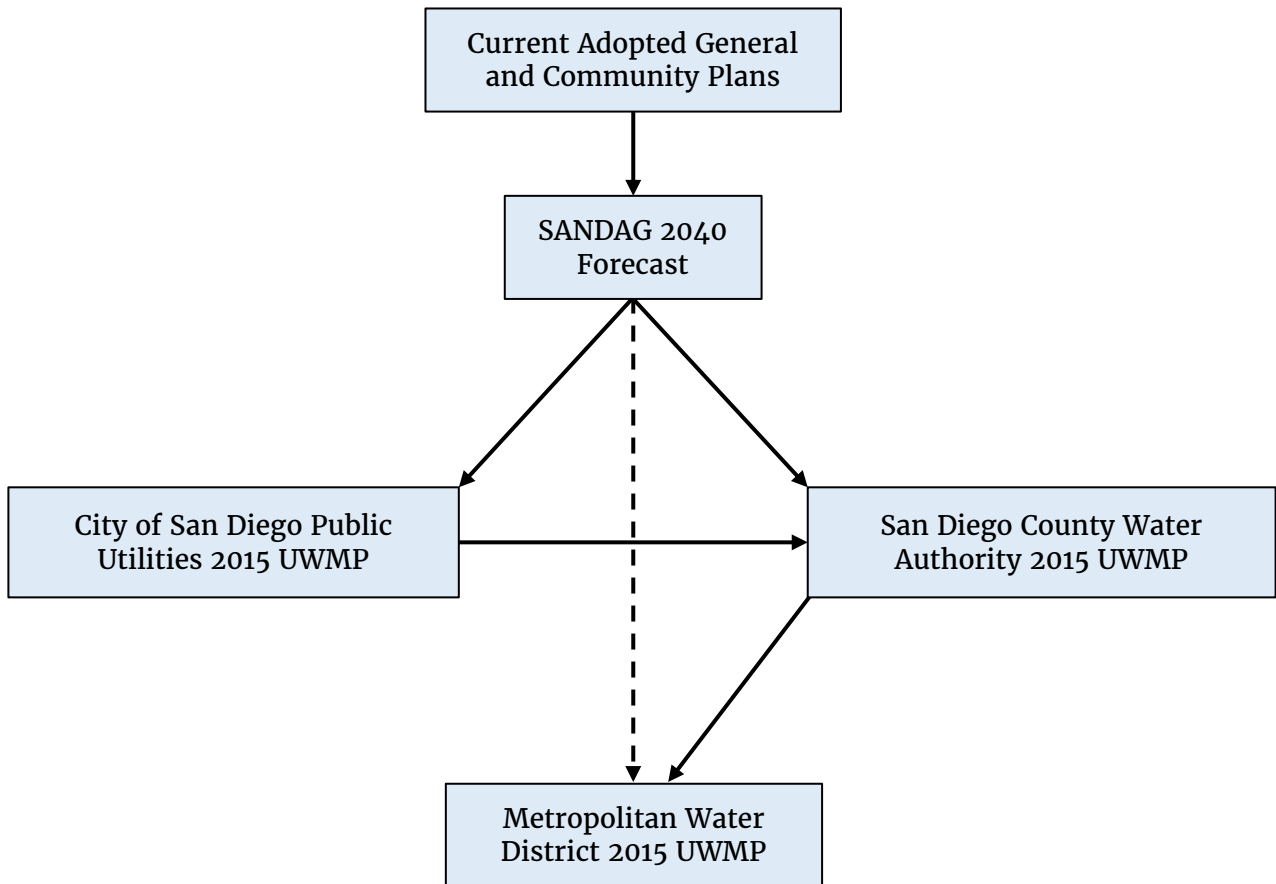 Current Adopted General
and Community Plans
SANDAG 2040
Forecast
City of San Diego Public
Utilities 2015 UWMP
San Diego County Water
Authority 2015 UWMP
Metropolitan Water
District 2015 UWMP